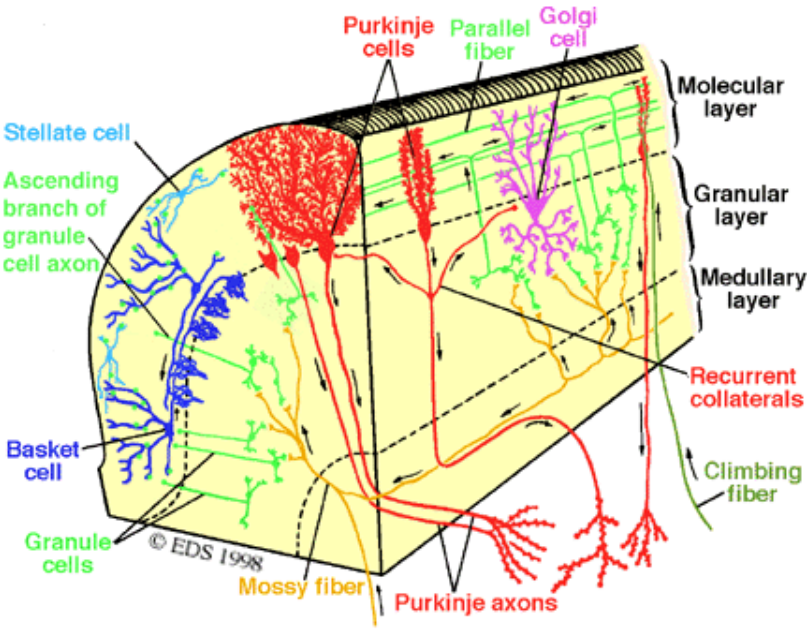 Purkinje
cells
Parallel
fiber
Golgi
cell
Molecular
layer
Stellate cell
Ascending
branch of
granule
cell axon
Granular
layer
Medullary
layer
Recurrent
collaterals
Basket
cell
Climbing
fiber
Granule
cells
© EDS 1998
Mossy fiber
Purkinje axons